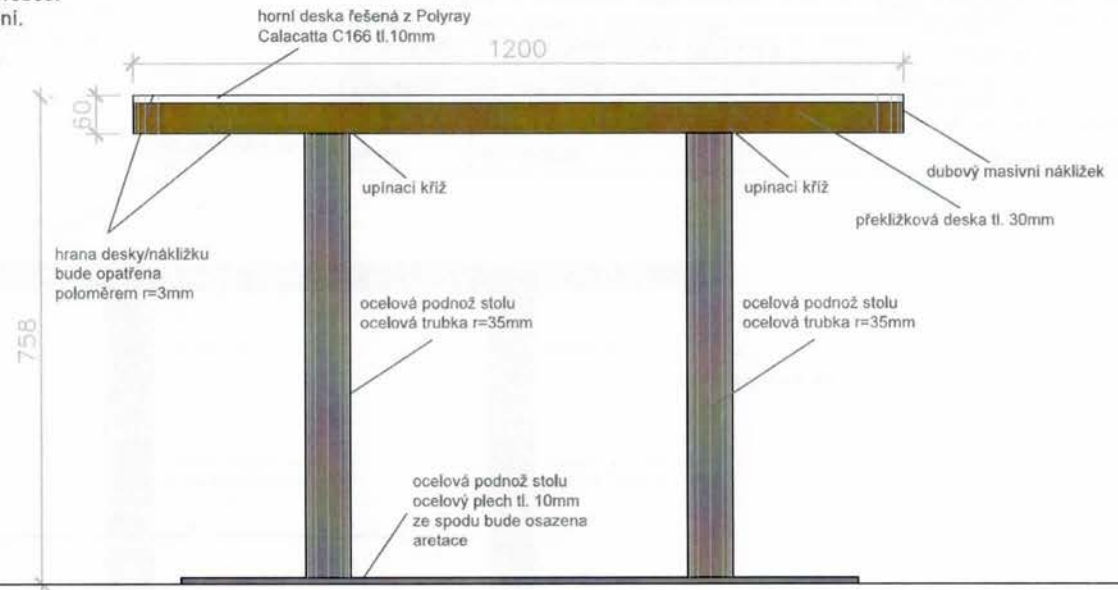 ní.
horní deska řešená z Polyray
Calacatta C166 tl.10mm
1200
60
upínací kříž
upínací kříž
dubový masivní nákližek
překližková deska tl. 30mm
hrana desky/nákližku
bude opatřena
poloměrem r=3mm
ocelová podnož stolu
ocelová trubka r=35mm
ocelová podnož stolu
ocelová trubka r=35mm
758
ocelová podnož stolu
ocelový plech tl. 10mm
ze spodu bude osazena
aretace